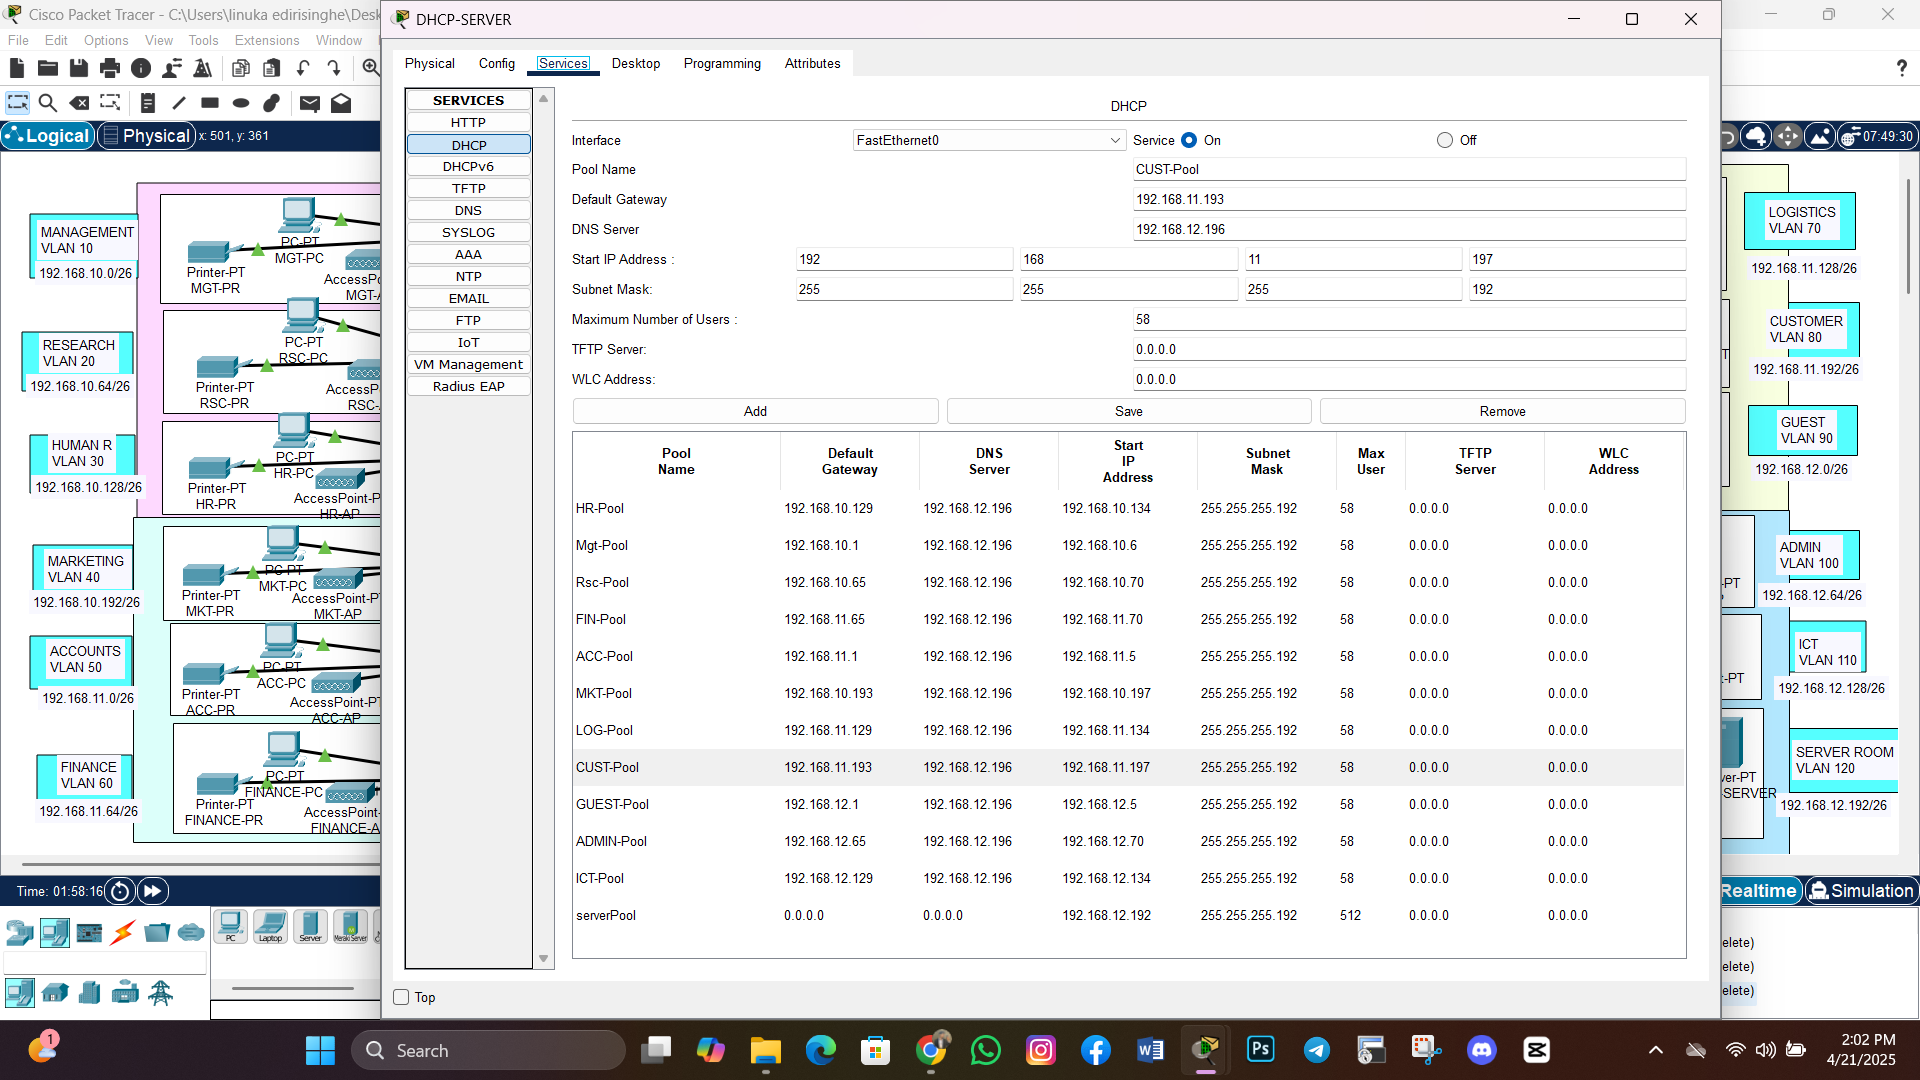 Cisco Packet Tracer - C:\Users\linuka edirisinghe\Desk
File Edit Options View Tools Extensions Window
Logical Physical x: 501, y: 361
07:49:30
DHCP-SERVER
Physical Config Services Desktop Programming Attributes
SERVICES
HTTP
DHCP
DHCPv6
TFTP
DNS
SYSLOG
AAA
NTP
EMAIL
FTP
IoT
VM Management
Radius EAP
DHCP
Interface FastEthernet0 Service On Off
Pool Name CUST-Pool
Default Gateway 192.168.11.193
DNS Server 192.168.12.196
Start IP Address : 192 168 11 197
Subnet Mask: 255 255 255 192
Maximum Number of Users : 58
TFTP Server: 0.0.0.0
WLC Address: 0.0.0.0
Add Save Remove
Pool Name Default Gateway DNS Server Start IP Address Subnet Mask Max User TFTP Server WLC Address
HR-Pool 192.168.10.129 192.168.12.196 192.168.10.134 255.255.255.192 58 0.0.0.0 0.0.0.0
Mgt-Pool 192.168.10.1 192.168.12.196 192.168.10.6 255.255.255.192 58 0.0.0.0 0.0.0.0
Rsc-Pool 192.168.10.65 192.168.12.196 192.168.10.70 255.255.255.192 58 0.0.0.0 0.0.0.0
FIN-Pool 192.168.11.65 192.168.12.196 192.168.11.70 255.255.255.192 58 0.0.0.0 0.0.0.0
ACC-Pool 192.168.11.1 192.168.12.196 192.168.11.5 255.255.255.192 58 0.0.0.0 0.0.0.0
MKT-Pool 192.168.10.193 192.168.12.196 192.168.10.197 255.255.255.192 58 0.0.0.0 0.0.0.0
LOG-Pool 192.168.11.129 192.168.12.196 192.168.11.134 255.255.255.192 58 0.0.0.0 0.0.0.0
CUST-Pool 192.168.11.193 192.168.12.196 192.168.11.197 255.255.255.192 58 0.0.0.0 0.0.0.0
GUEST-Pool 192.168.12.1 192.168.12.196 192.168.12.5 255.255.255.192 58 0.0.0.0 0.0.0.0
ADMIN-Pool 192.168.12.65 192.168.12.196 192.168.12.70 255.255.255.192 58 0.0.0.0 0.0.0.0
ICT-Pool 192.168.12.129 192.168.12.196 192.168.12.134 255.255.255.192 58 0.0.0.0 0.0.0.0
serverPool 0.0.0.0 0.0.0.0 192.168.12.192 255.255.255.192 512 0.0.0.0 0.0.0.0
Top
MANAGEMENT
VLAN 10
192.168.10.0/26
PC-PT
MGT-PC
Printer-PT
MGT-PR
AccessPo
MGT-A
RESEARCH
VLAN 20
192.168.10.64/26
PC-PT
RSC-PC
Printer-PT
RSC-PR
AccessP
RSC-
HUMAN R
VLAN 30
192.168.10.128/26
PC-PT
HR-PC
Printer-PT
HR-PR
AccessPoint-P
HR-AP
MARKETING
VLAN 40
192.168.10.192/26
PC-PT
MKT-PC
Printer-PT
MKT-PR
AccessPoint-P
MKT-AP
ACCOUNTS
VLAN 50
192.168.11.0/26
PC-PT
ACC-PC
Printer-PT
ACC-PR
AccessPoint-PT
ACC-AP
FINANCE
VLAN 60
192.168.11.64/26
PC-PT
FINANCE-PC
Printer-PT
FINANCE-PR
AccessPoint
FINANCE-A
LOGISTICS
VLAN 70
192.168.11.128/26
CUSTOMER
VLAN 80
192.168.11.192/26
GUEST
VLAN 90
192.168.12.0/26
ADMIN
VLAN 100
192.168.12.64/26
-PT
ICT
VLAN 110
192.168.12.128/26
-PT
SERVER ROOM
VLAN 120
192.168.12.192/26
ver-PT
-SERVER
Time: 01:58:16
Realtime Simulation
PC Laptop Server Meraki Server
elete)
elete)
elete)
1
Search
Ps
2:02 PM
4/21/2025